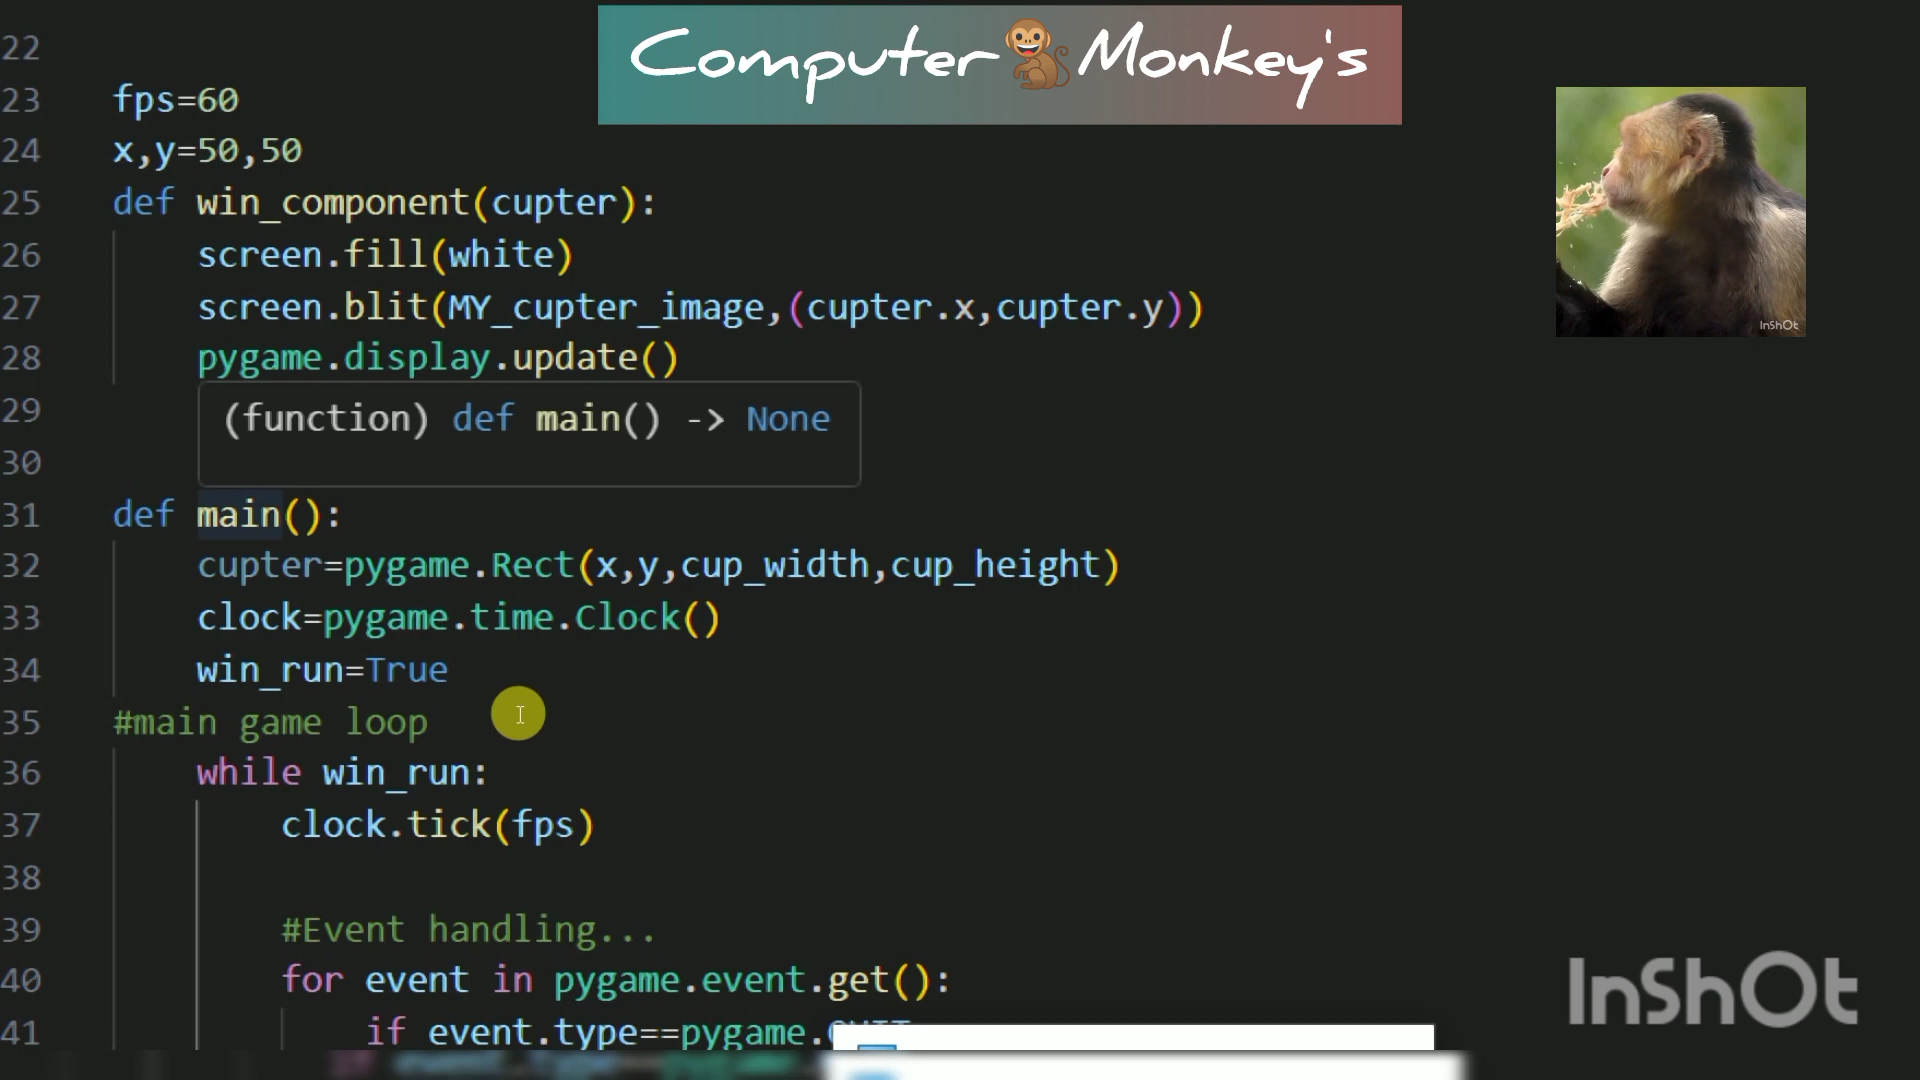 Computer Monkey's
22
23 fps=60
24 x,y=50,50
25 def win_component(cupter):
26 screen.fill(white)
27 screen.blit(MY_cupter_image,(cupter.x,cupter.y))
28 pygame.display.update()
29 (function) def main() -> None
30
31 def main():
32 cupter=pygame.Rect(x,y,cup_width,cup_height)
33 clock=pygame.time.Clock()
34 win_run=True
35 #main game loop
36 while win_run:
37 clock.tick(fps)
38
39 #Event handling...
40 for event in pygame.event.get():
41 if event.type==pygame.QUIT
InShOt
InShOt